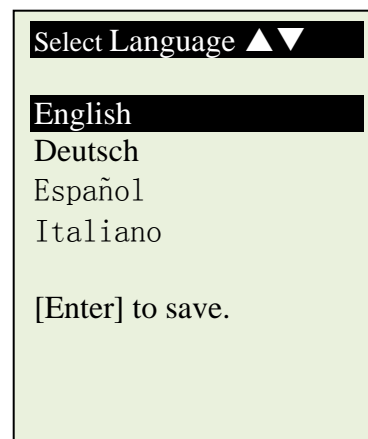 Select Language ▲▼
English
Deutsch
Español
Italiano
[Enter] to save.